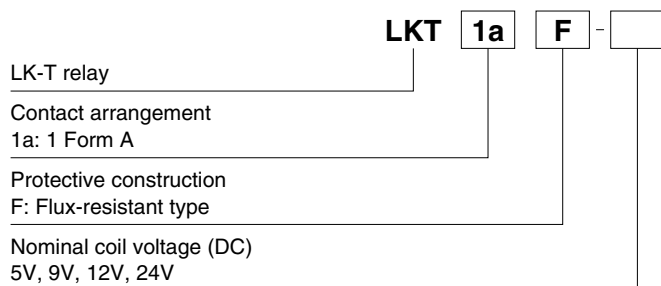 LKT 1a F -
LK-T relay
Contact arrangement
1a: 1 Form A
Protective construction
F: Flux-resistant type
Nominal coil voltage (DC)
5V, 9V, 12V, 24V